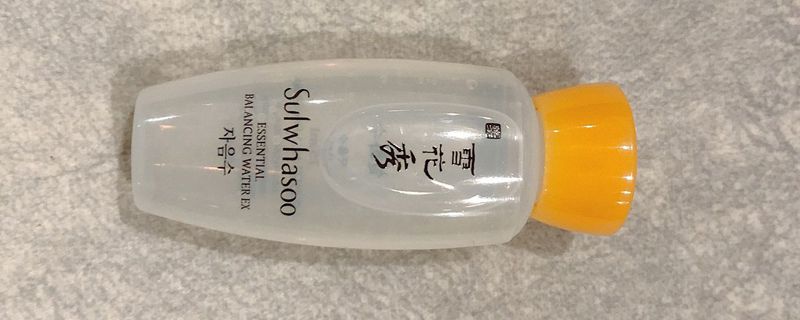 雪花秀
Sulwhasoo
ESSENTIAL
BALANCING WATER EX
자음수